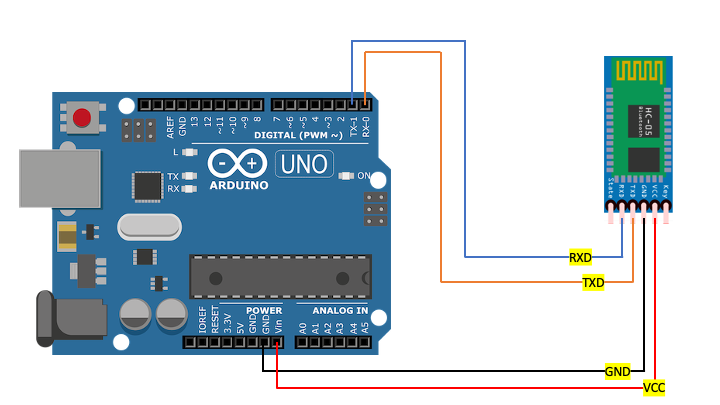 AREF
GND
13
12
~11
~10
~9
8
7
~6
~5
4
~3
2
TX-1
RX-0
DIGITAL (PWM ~)
L
TX
RX
UNO
ARDUINO
ON
HC-05
Bluetooth
State
RXD
TXD
GND
VCC
Key
RXD
TXD
POWER
ANALOG IN
IOREF
RESET
3.3V
5V
GND
GND
Vin
A0
A1
A2
A3
A4
A5
GND
VCC